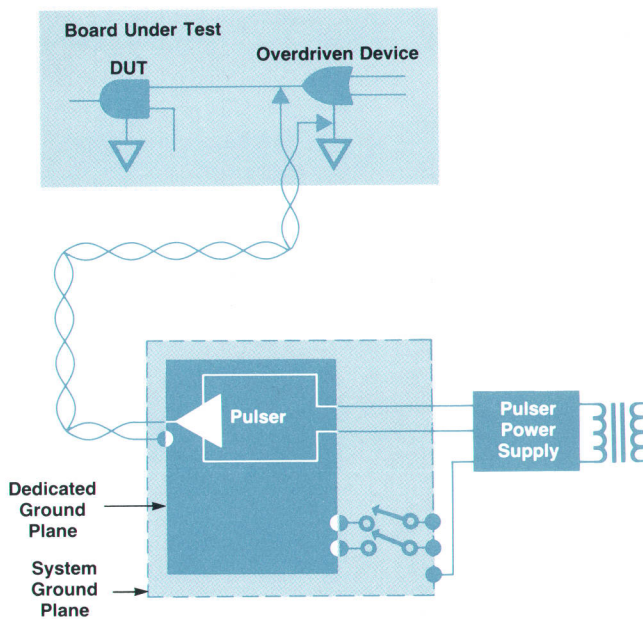 Board Under Test
DUT
Overdriven Device
Pulser
Pulser
Power
Supply
Dedicated
Ground
Plane
System
Ground
Plane